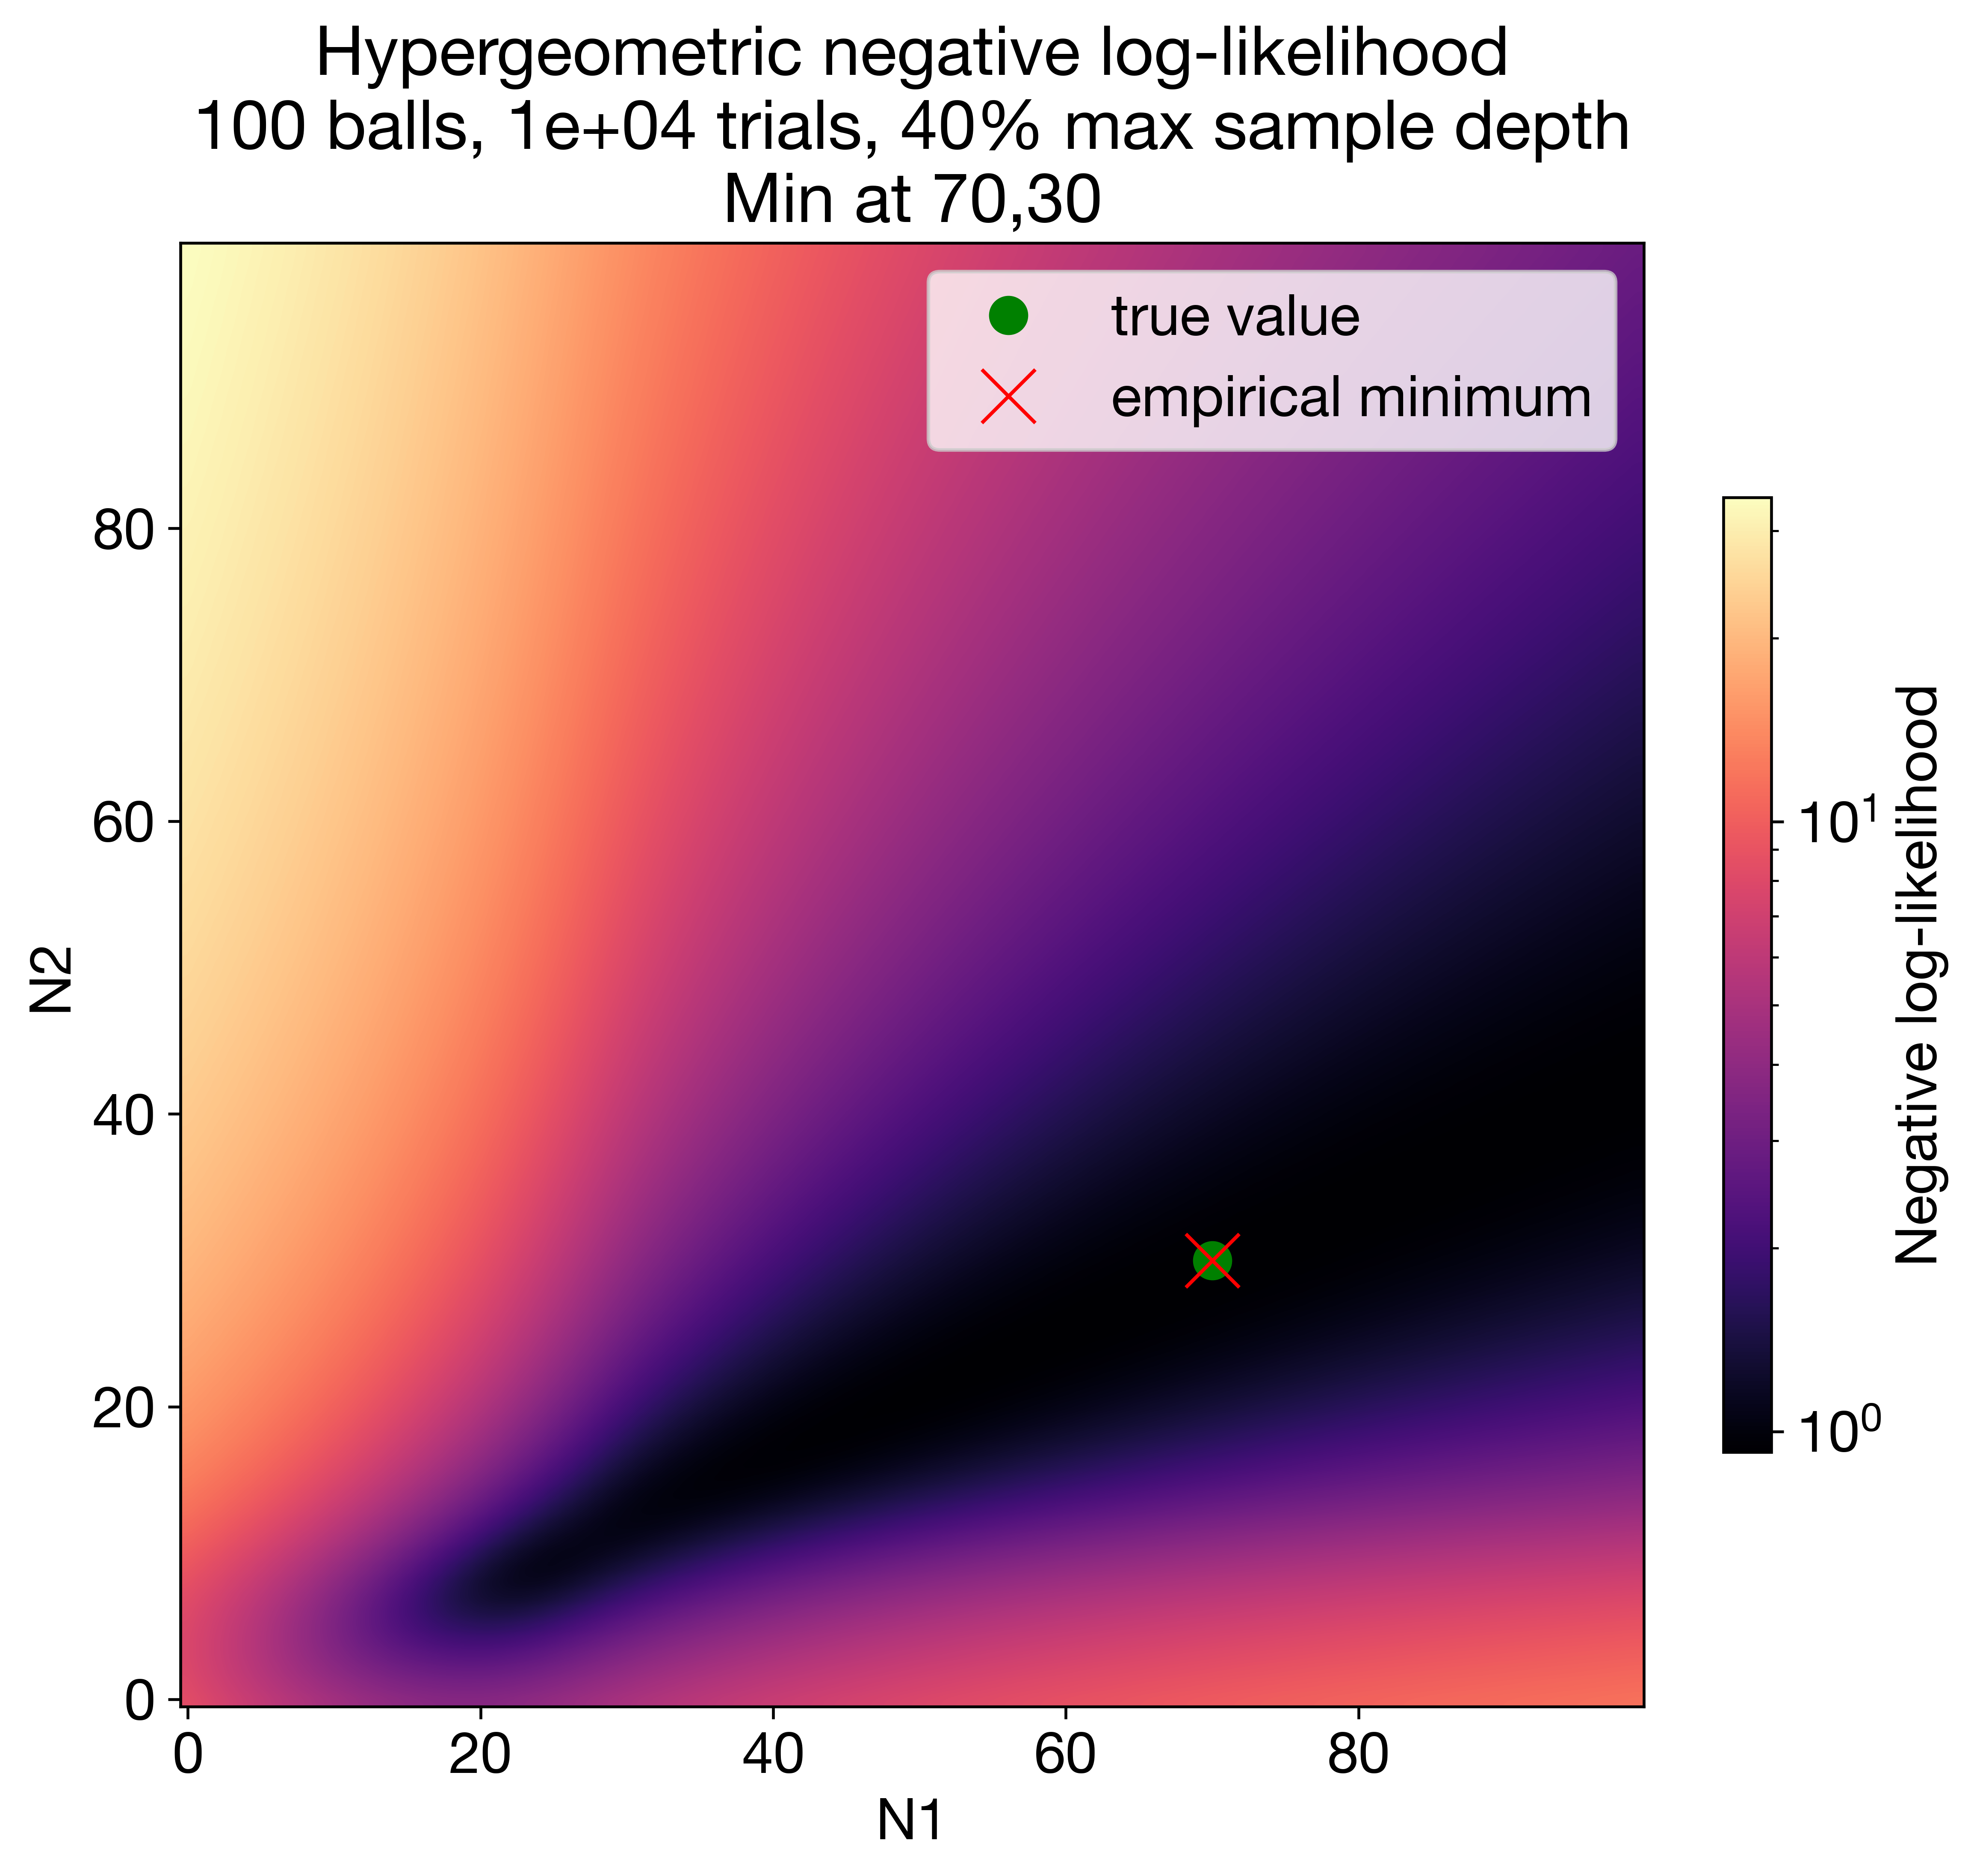 Hypergeometric negative log-likelihood
100 balls, 1e+04 trials, 40% max sample depth
Min at 70,30
true value
empirical minimum
80
60
40
20
0
N2
0
20
40
60
80
N1
10¹
10⁰
Negative log-likelihood